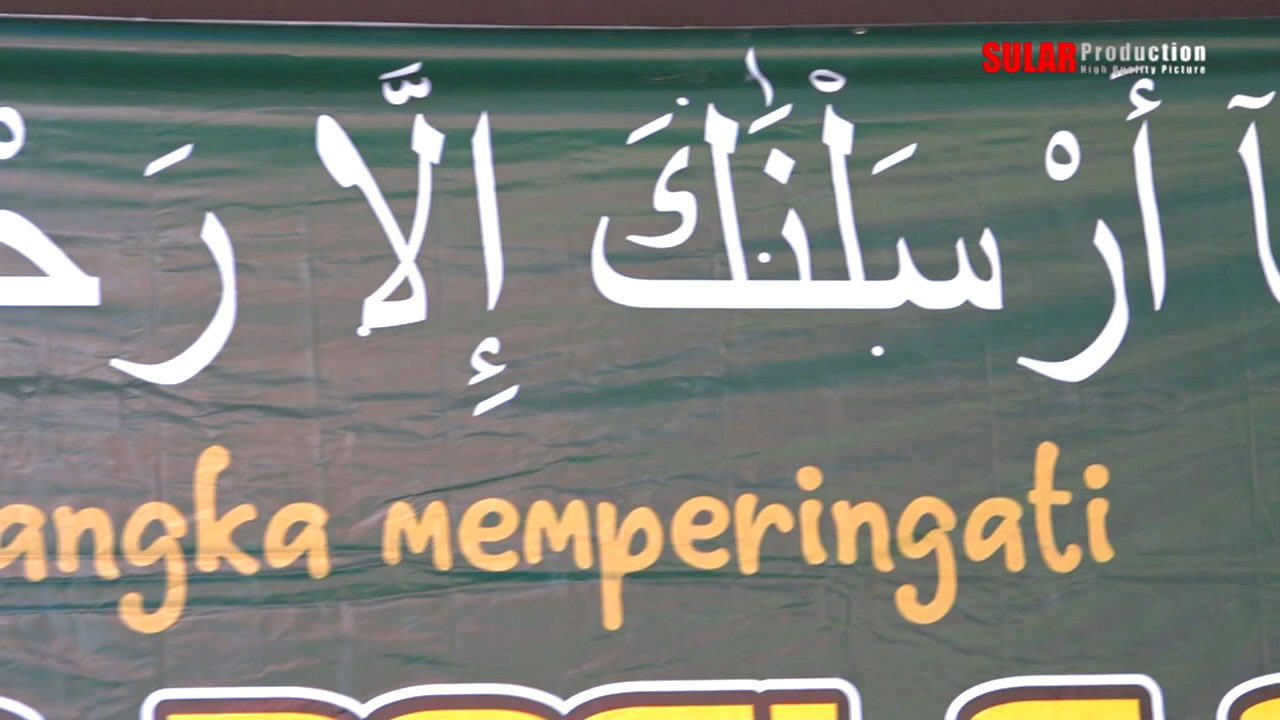 SULAR Production
High Quality Picture
أَرْسَلْنَٰكَ إِلَّا
angka memperingati